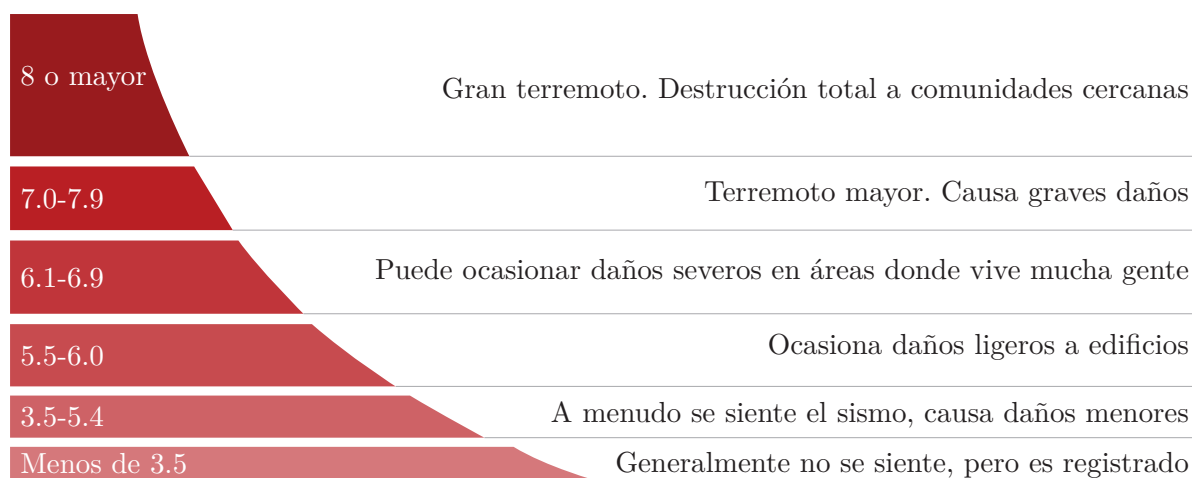 8 o mayor
Gran terremoto. Destrucción total a comunidades cercanas
7.0-7.9
Terremoto mayor. Causa graves daños
6.1-6.9
Puede ocasionar daños severos en áreas donde vive mucha gente
5.5-6.0
Ocasiona daños ligeros a edificios
3.5-5.4
A menudo se siente el sismo, causa daños menores
Menos de 3.5
Generalmente no se siente, pero es registrado